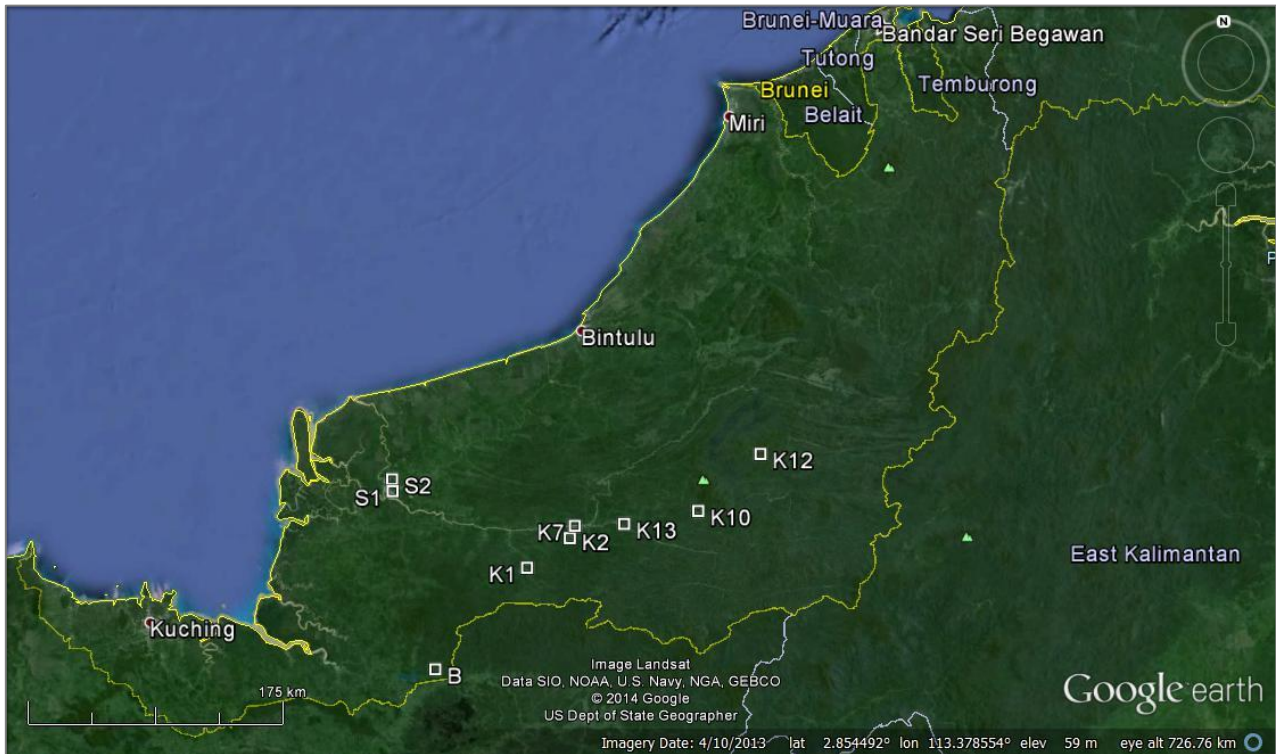 Brunei-Muara
Bandar Seri Begawan
N
Tutong
Temburong
Brunei
Belait
Miri
P
Bintulu
K12
S2
S1
K10
K7
K13
K2
East Kalimantan
K1
Kuching
B
Image Landsat
Data SIO, NOAA, U.S. Navy, NGA, GEBCO
© 2014 Google
US Dept of State Geographer
175 km
Google earth
Imagery Date: 4/10/2013 lat 2.854492° lon 113.378554° elev 59 m eye alt 726.76 km